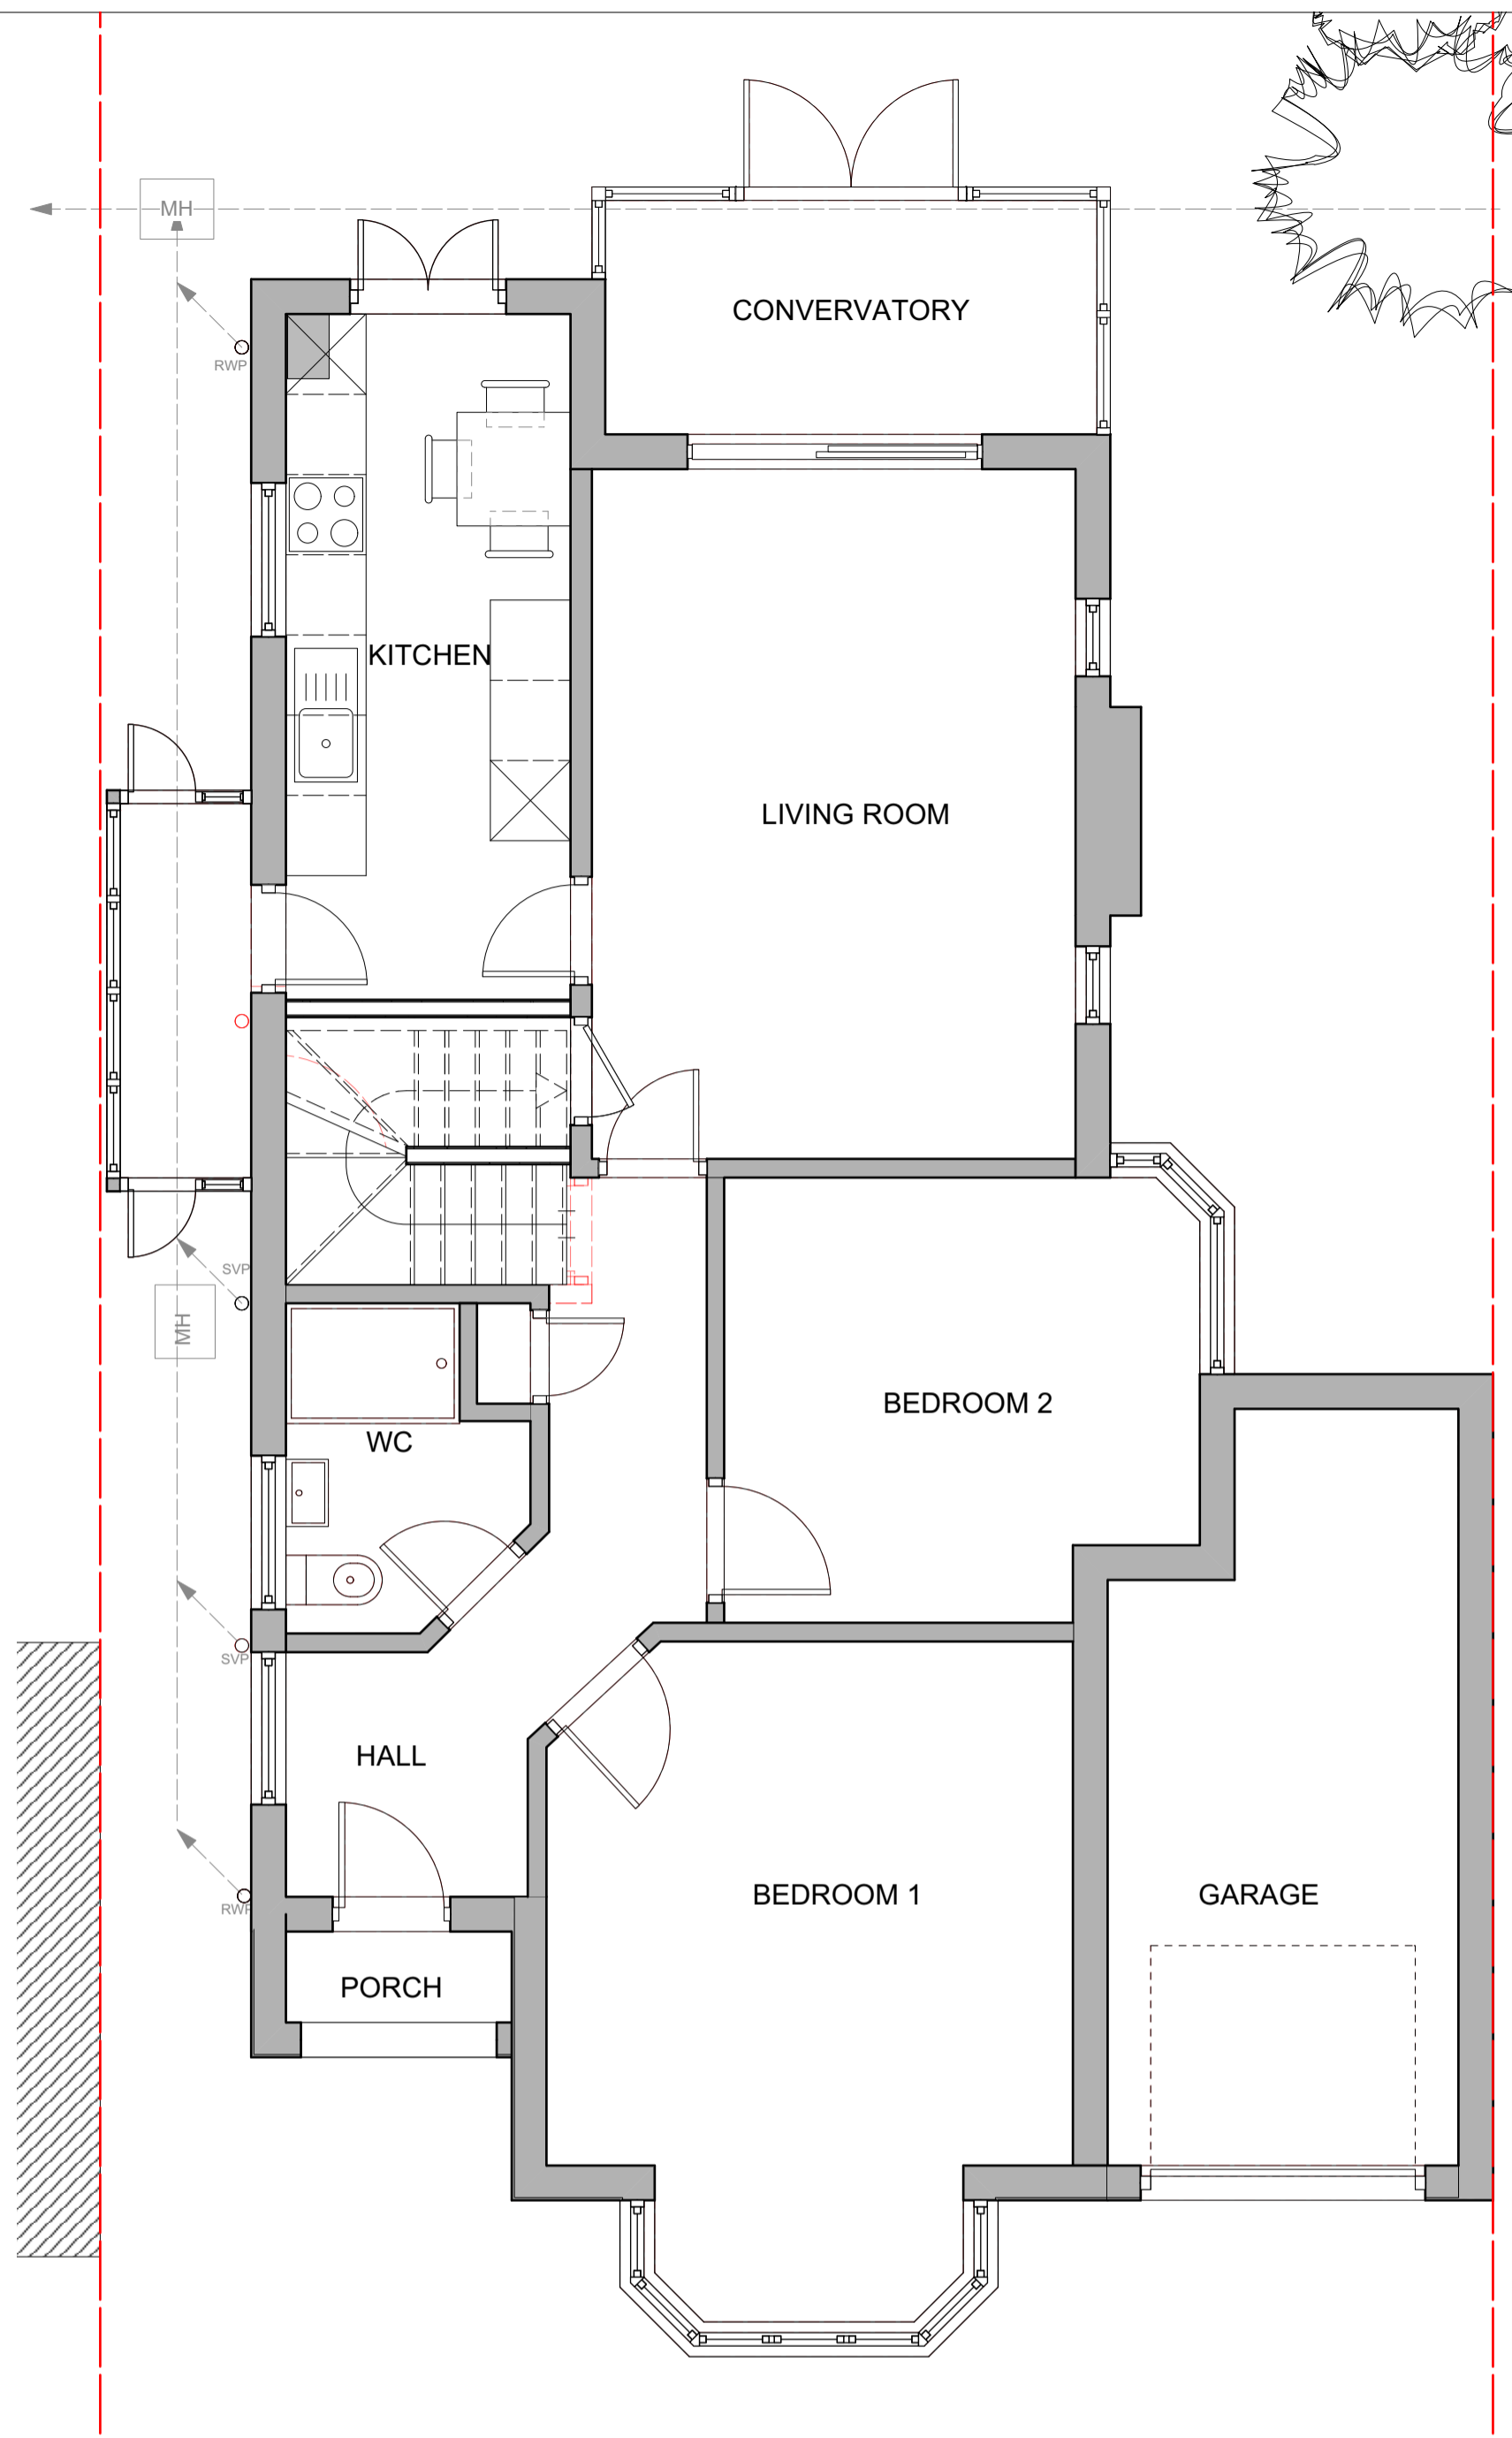 MH
CONVERVATORY
RWP
KITCHEN
LIVING ROOM
SVP
MH
BEDROOM 2
WC
SVP
HALL
BEDROOM 1
GARAGE
RWP
PORCH